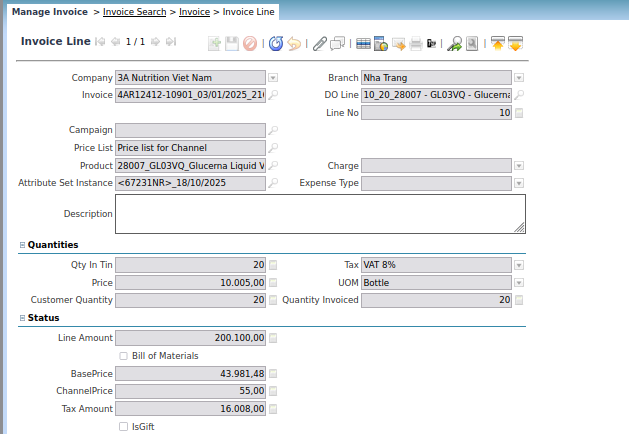 Manage Invoice > Invoice Search > Invoice > Invoice Line
Invoice Line 1 / 1
Company 3A Nutrition Viet Nam Branch Nha Trang
Invoice 4AR12412-10901_03/01/2025_21 DO Line 10_20_28007 - GL03VQ - Glucerna
Line No 10
Campaign
Price List Price list for Channel
Product 28007_GL03VQ_Glucerna Liquid V Charge
Attribute Set Instance <67231NR>_18/10/2025 Expense Type
Description
Quantities
Qty In Tin 20 Tax VAT 8%
Price 10.005,00 UOM Bottle
Customer Quantity 20 Quantity Invoiced 20
Status
Line Amount 200.100,00
Bill of Materials
BasePrice 43.981,48
ChannelPrice 55,00
Tax Amount 16.008,00
IsGift